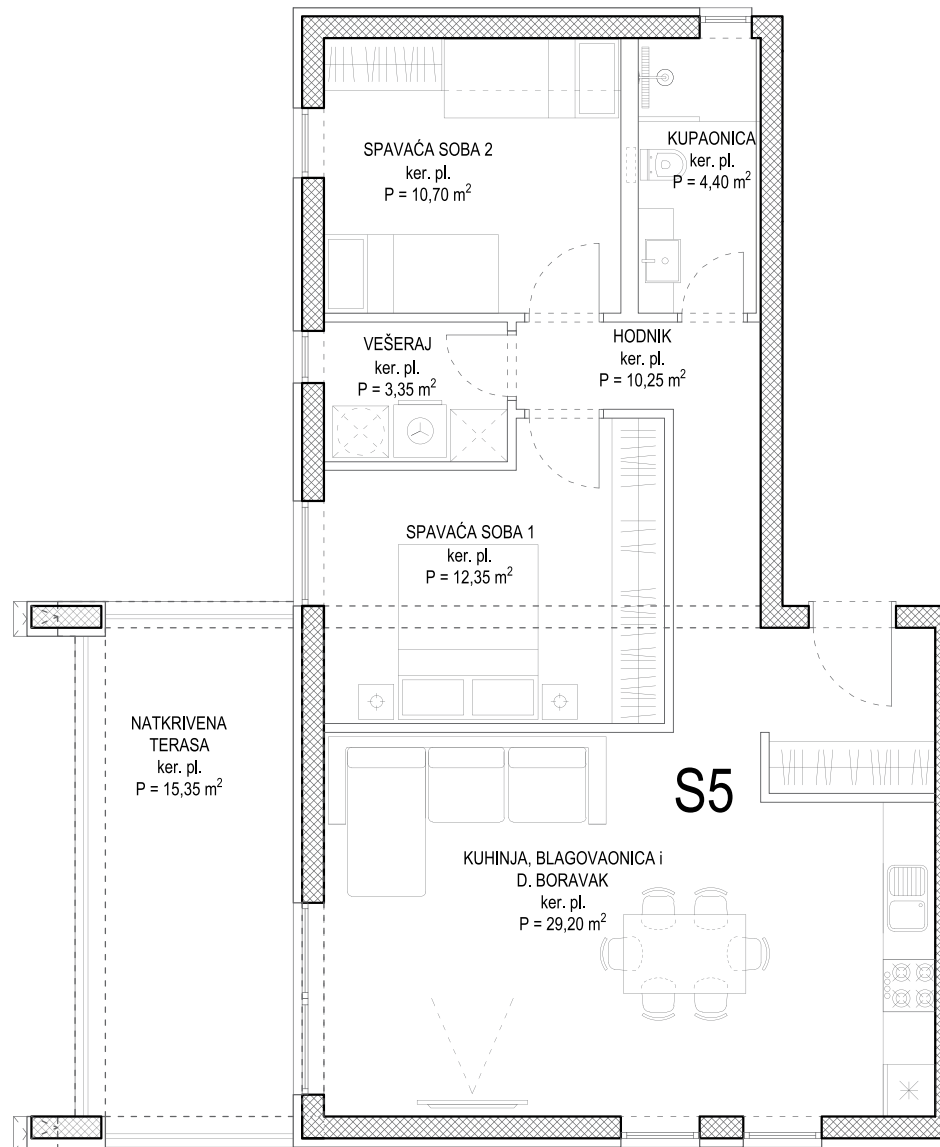 SPAVAĆA SOBA 2
ker. pl.
P = 10,70 m²
KUPAONICA
ker. pl.
P = 4,40 m²
VEŠERAJ
ker. pl.
P = 3,35 m²
HODNIK
ker. pl.
P = 10,25 m²
SPAVAĆA SOBA 1
ker. pl.
P = 12,35 m²
NATKRIVENA
TERASA
ker. pl.
P = 15,35 m²
S5
KUHINJA, BLAGOVAONICA i
D. BORAVAK
ker. pl.
P = 29,20 m²